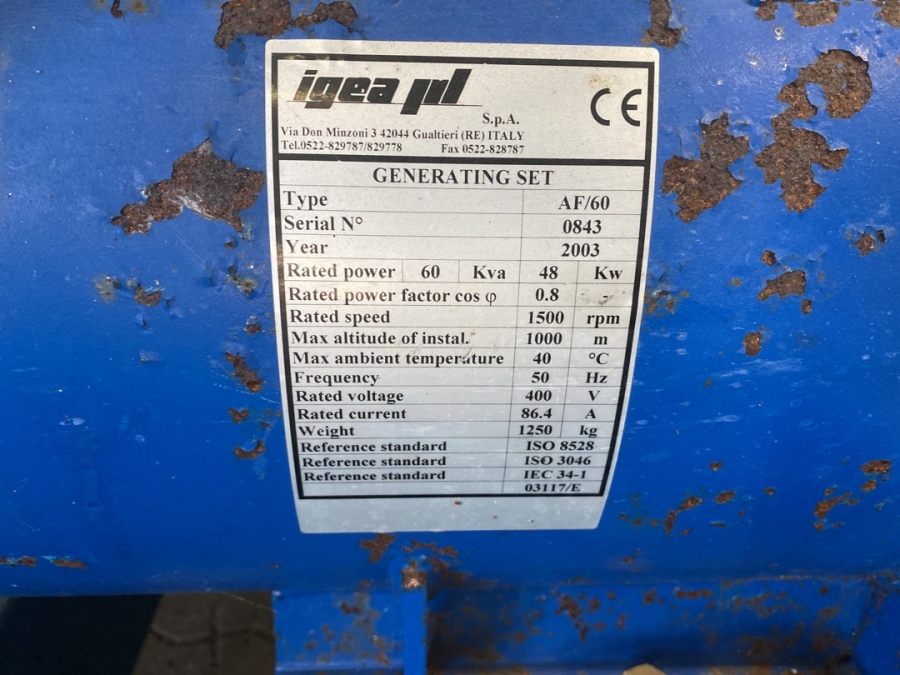 igea prl
S.p.A.
CE
Via Don Minzoni 3 42044 Gualtieri (RE) ITALY
Tel.0522-829787/829778 Fax 0522-828787
GENERATING SET
Type AF/60
Serial N° 0843
Year 2003
Rated power 60 Kva 48 Kw
Rated power factor cos φ 0.8 -
Rated speed 1500 rpm
Max altitude of instal. 1000 m
Max ambient temperature 40 °C
Frequency 50 Hz
Rated voltage 400 V
Rated current 86.4 A
Weight 1250 kg
Reference standard ISO 8528
Reference standard ISO 3046
Reference standard IEC 34-1
03117/E